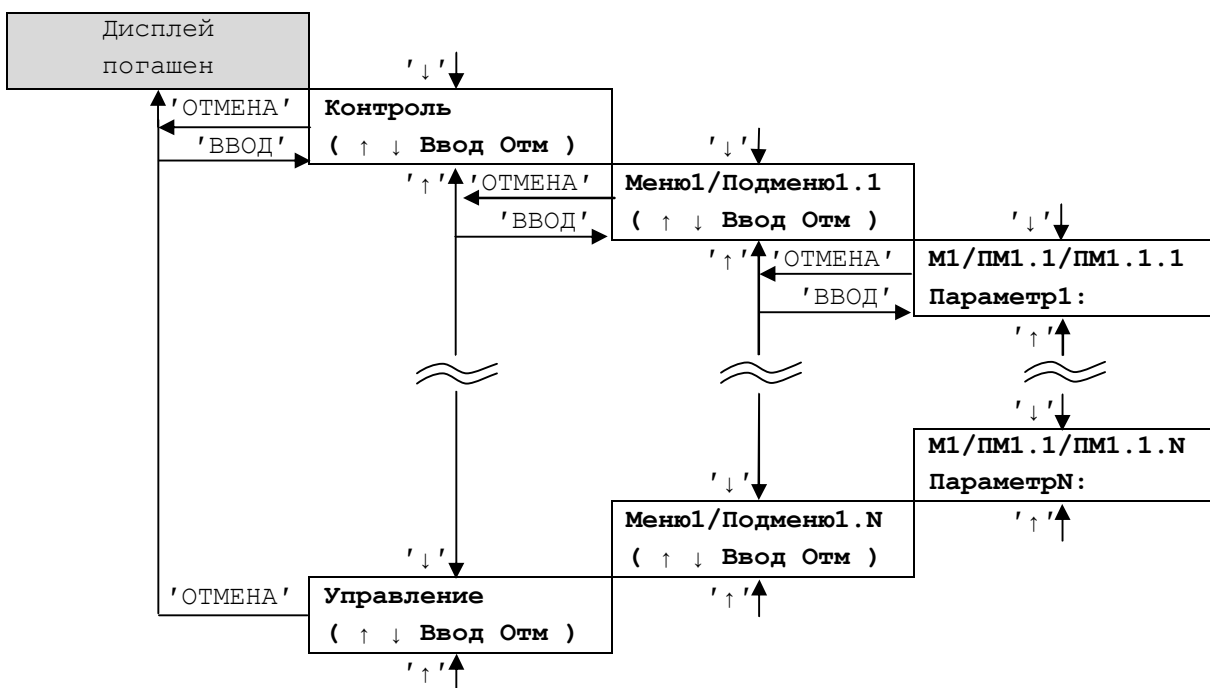 Дисплей
погашен
'↓'
'ОТМЕНА'
Контроль
'ВВОД'
( ↑ ↓ Ввод Отм )
'↓'
'↑'
'ОТМЕНА'
Меню1/Подменю1.1
'ВВОД'
( ↑ ↓ Ввод Отм )
'↓'
'↑'
'ОТМЕНА'
М1/ПМ1.1/ПМ1.1.1
'ВВОД'
Параметр1:
'↑'
'↓'
М1/ПМ1.1/ПМ1.1.N
'↓'
ПараметрN:
Меню1/Подменю1.N
'↑'
'↓'
( ↑ ↓ Ввод Отм )
'ОТМЕНА'
Управление
'↑'
( ↑ ↓ Ввод Отм )
'↑'